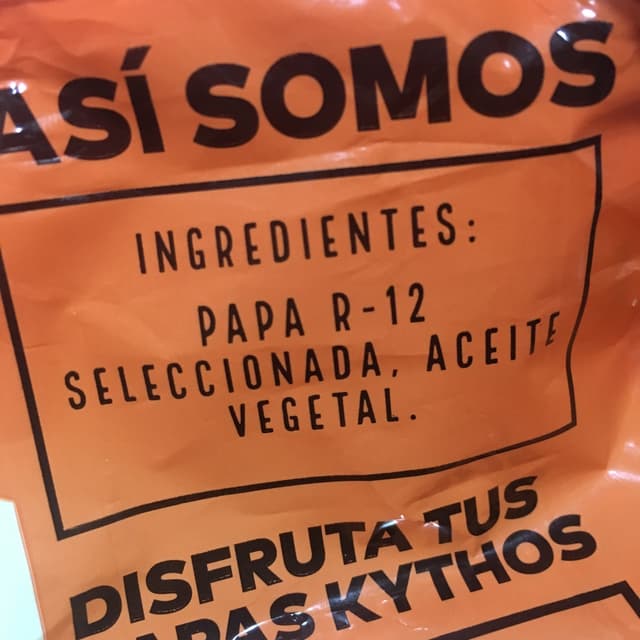 ASÍ SOMOS
INGREDIENTES:
PAPA R-12
SELECCIONADA, ACEITE
VEGETAL.
DISFRUTA TUS
PAPAS KYTHOS